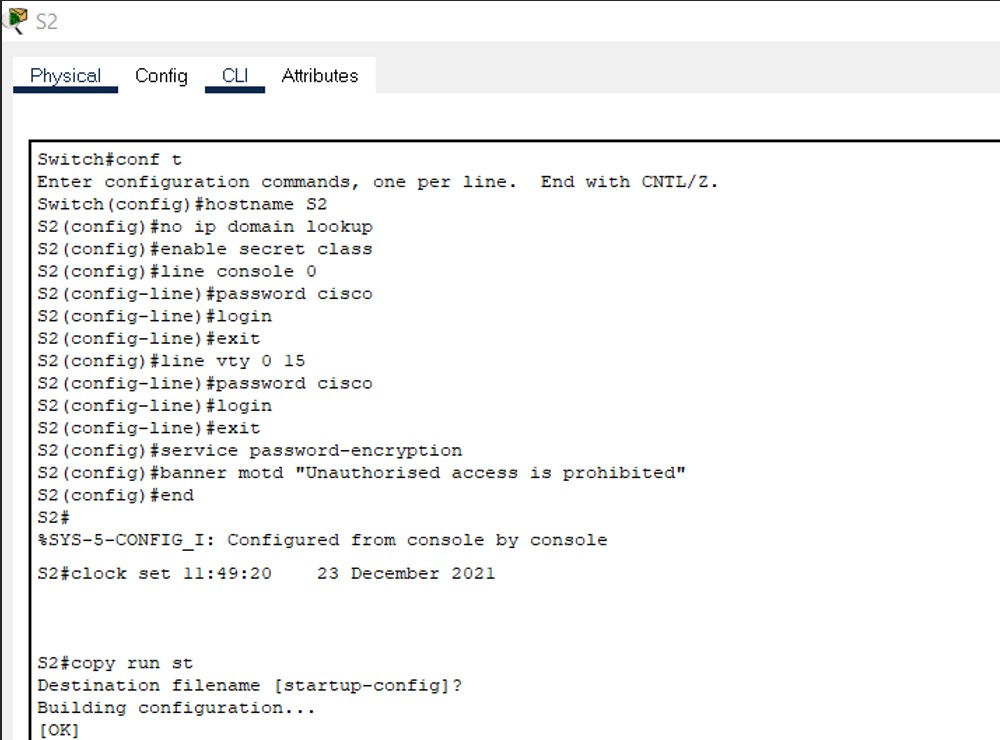 S2
Physical Config CLI Attributes
Switch#conf t
Enter configuration commands, one per line.  End with CNTL/Z.
Switch(config)#hostname S2
S2(config)#no ip domain lookup
S2(config)#enable secret class
S2(config)#line console 0
S2(config-line)#password cisco
S2(config-line)#login
S2(config-line)#exit
S2(config)#line vty 0 15
S2(config-line)#password cisco
S2(config-line)#login
S2(config-line)#exit
S2(config)#service password-encryption
S2(config)#banner motd "Unauthorised access is prohibited"
S2(config)#end
S2#
%SYS-5-CONFIG_I: Configured from console by console
S2#clock set 11:49:20    23 December 2021
S2#copy run st
Destination filename [startup-config]?
Building configuration...
[OK]